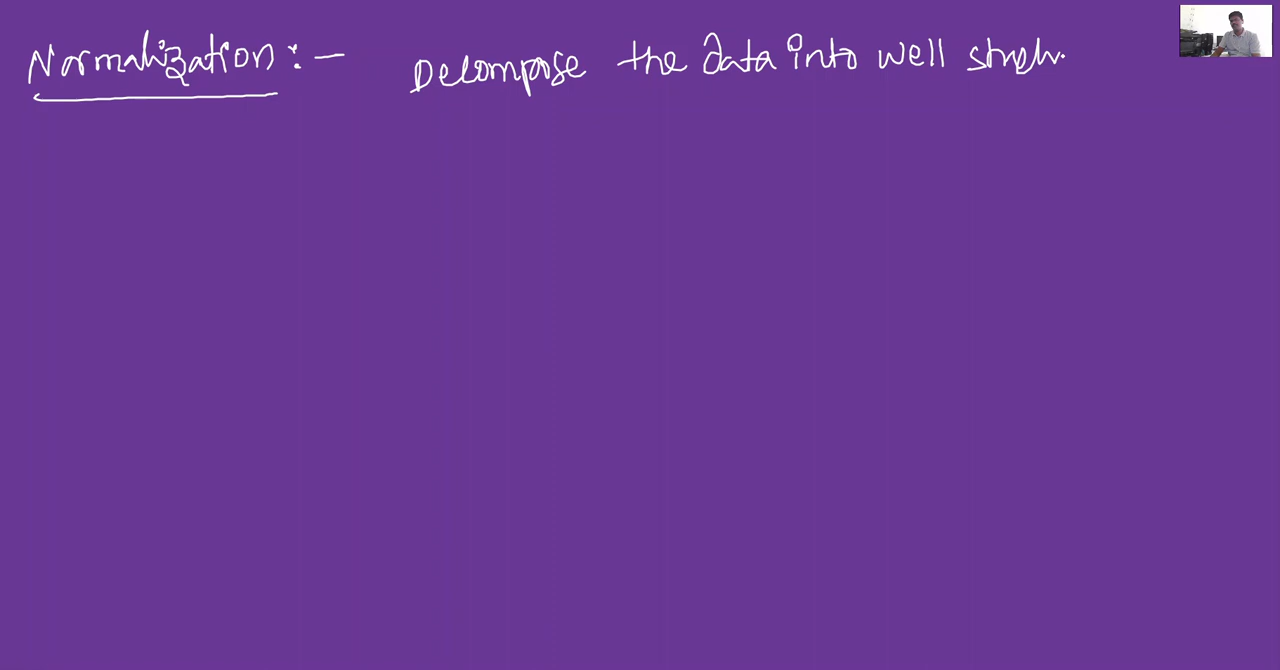 Normalization :- Decompose the data into well